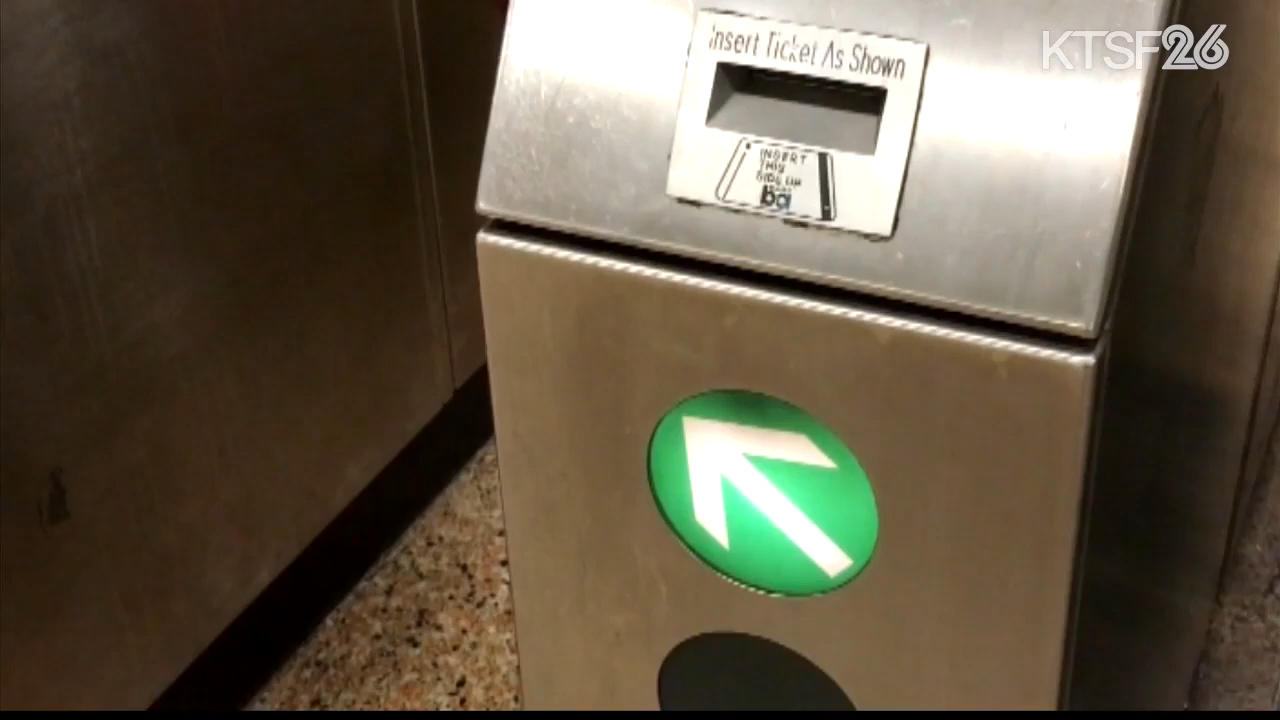 KTSF26
Insert Ticket As Shown
INSERT
THIS
SIDE UP
ba